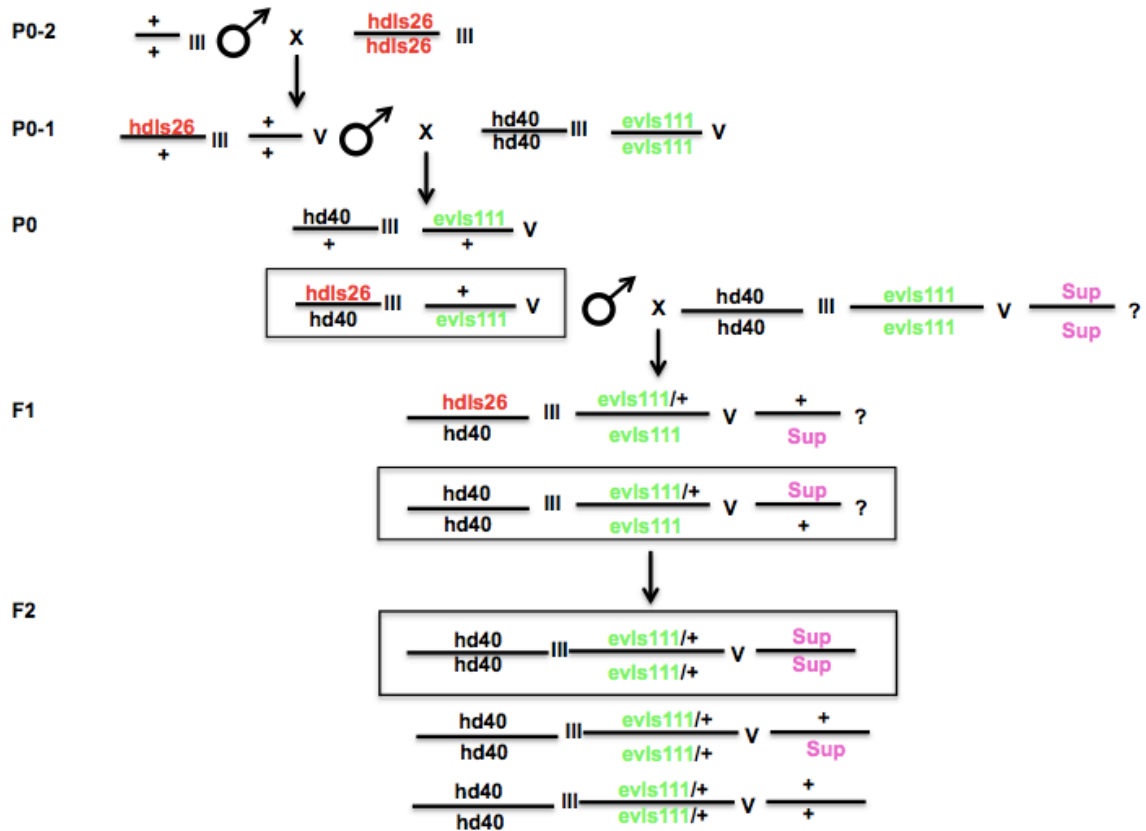 P0-2 + III X hdIs26 III
+ hdIs26
P0-1 hdIs26 III + V X hd40 III evIs111 V
+ + hd40 evIs111
P0 hd40 III evIs111 V
+ +
hdIs26 III + V X hd40 III evIs111 V Sup ?
hd40 evIs111 hd40 evIs111 Sup
F1 hdIs26 III evIs111/+ V + ?
hd40 evIs111 Sup
hd40 III evIs111/+ V Sup ?
hd40 evIs111 +
F2
hd40 III evIs111/+ V Sup
hd40 evIs111/+ Sup
hd40 III evIs111/+ V +
hd40 evIs111/+ Sup
hd40 III evIs111/+ V +
hd40 evIs111/+ +